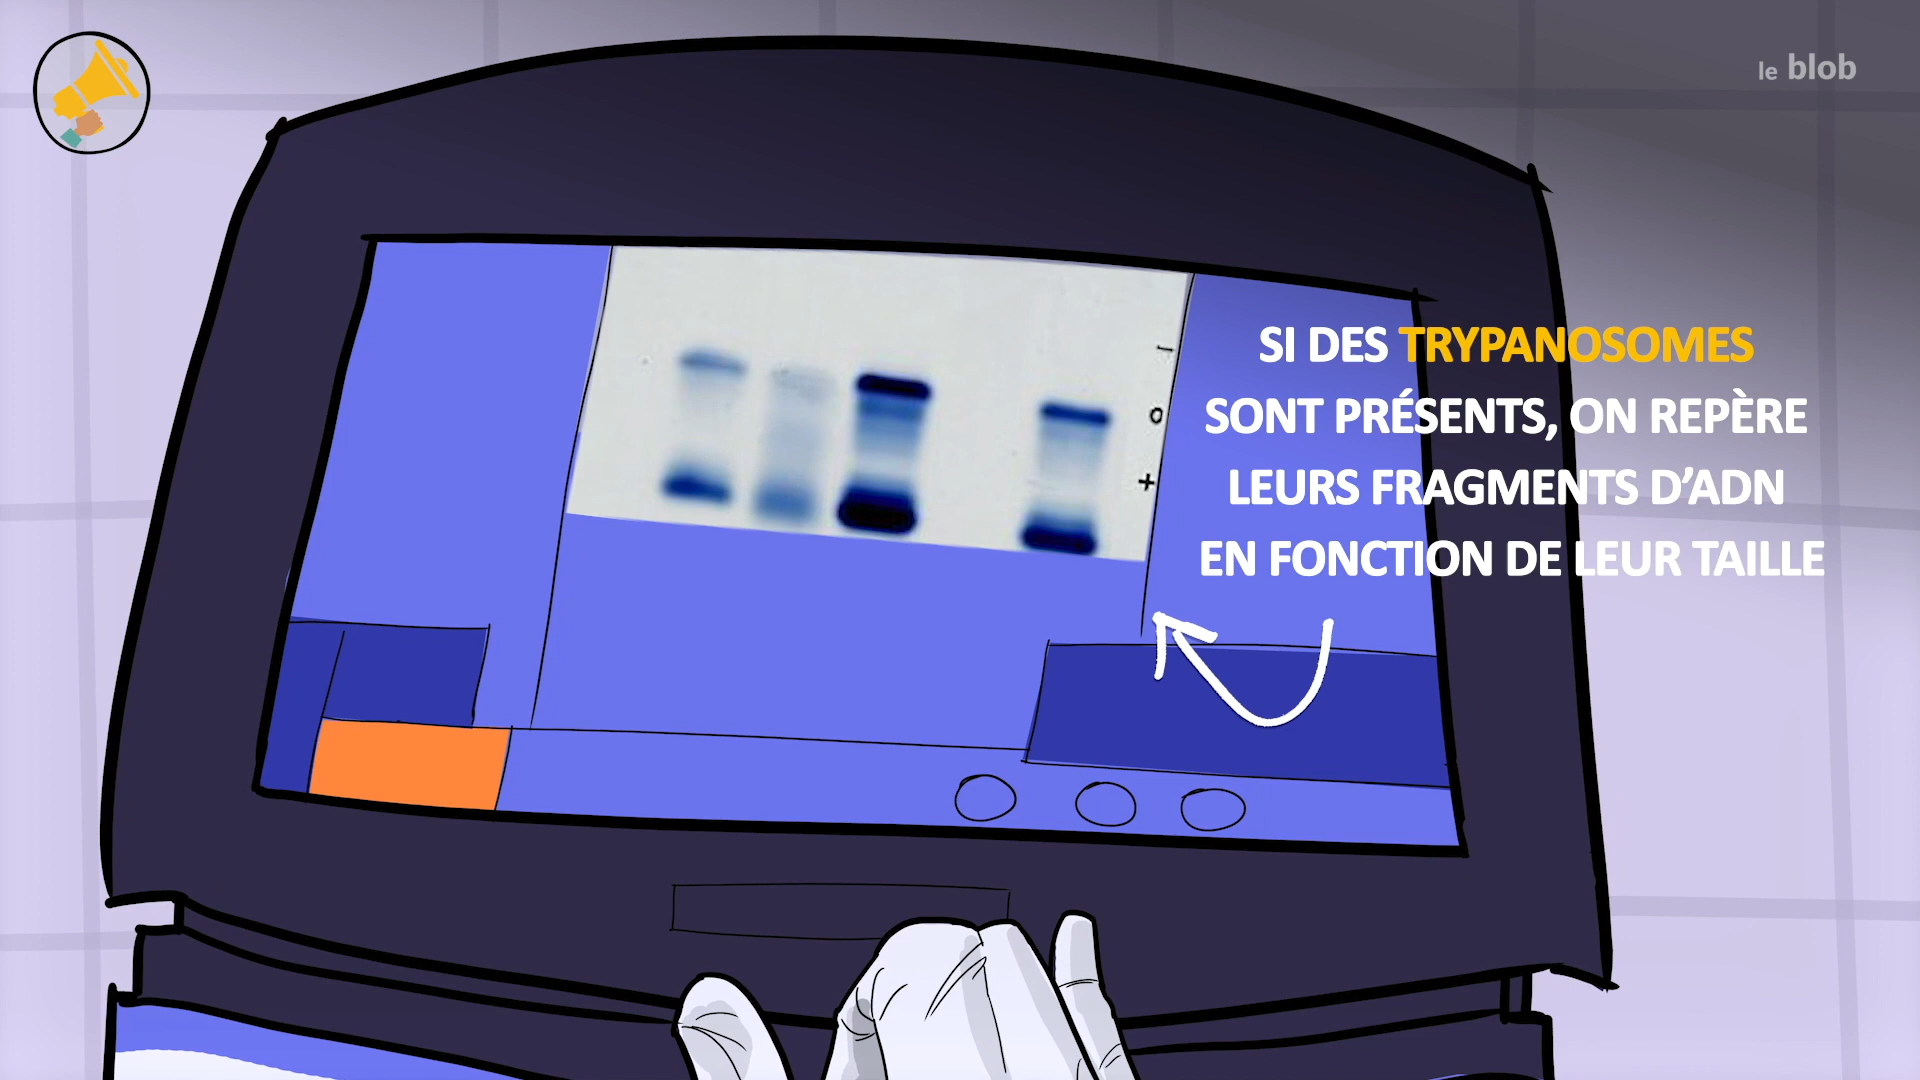 le blob
SI DES TRYPANOSOMES
SONT PRÉSENTS, ON REPÈRE
LEURS FRAGMENTS D’ADN
EN FONCTION DE LEUR TAILLE
-
o
+